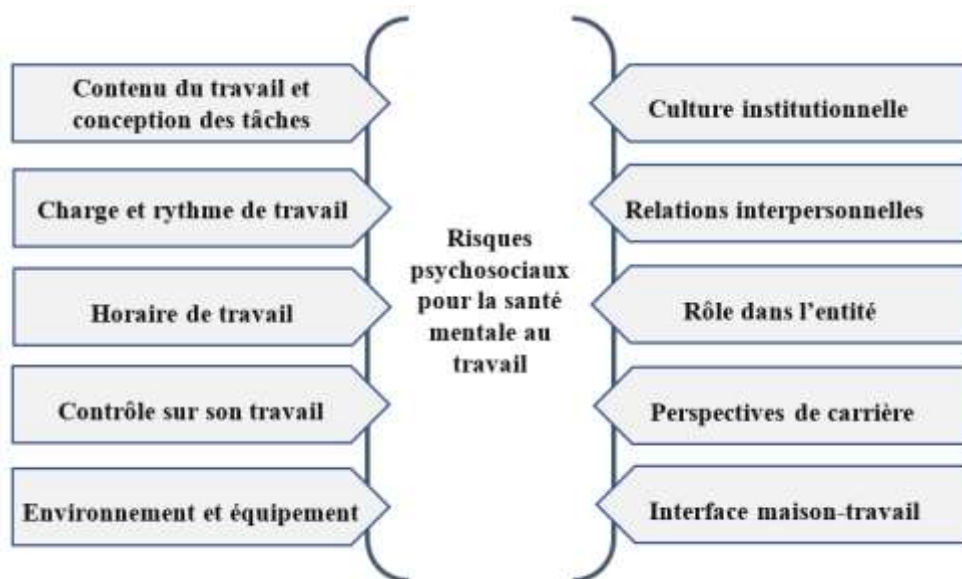 Contenu du travail et
conception des tâches
Charge et rythme de travail
Horaire de travail
Contrôle sur son travail
Environnement et équipement
Risques
psychosociaux
pour la santé
mentale au
travail
Culture institutionnelle
Relations interpersonnelles
Rôle dans l’entité
Perspectives de carrière
Interface maison-travail